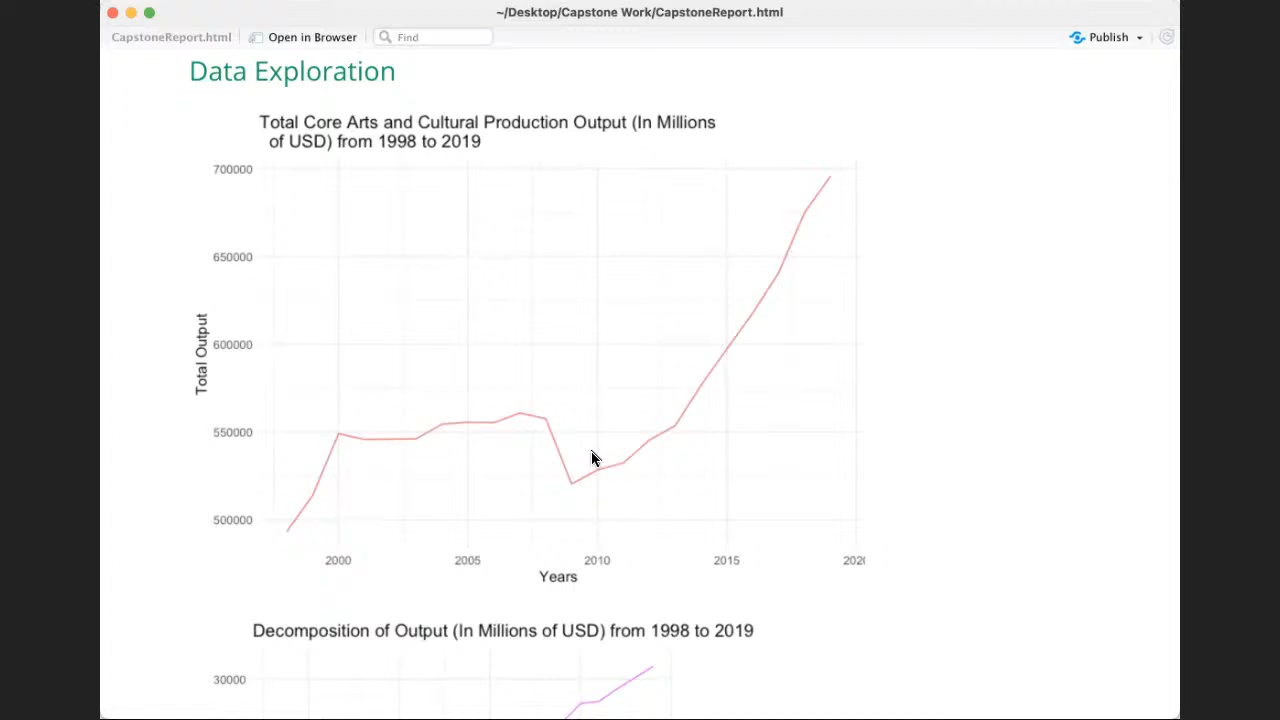 ~/Desktop/Capstone Work/CapstoneReport.html
CapstoneReport.html Open in Browser Find Publish
Data Exploration
Total Core Arts and Cultural Production Output (In Millions
of USD) from 1998 to 2019
700000
650000
600000
550000
500000
Total Output
2000 2005 2010 2015 202
Years
Decomposition of Output (In Millions of USD) from 1998 to 2019
30000